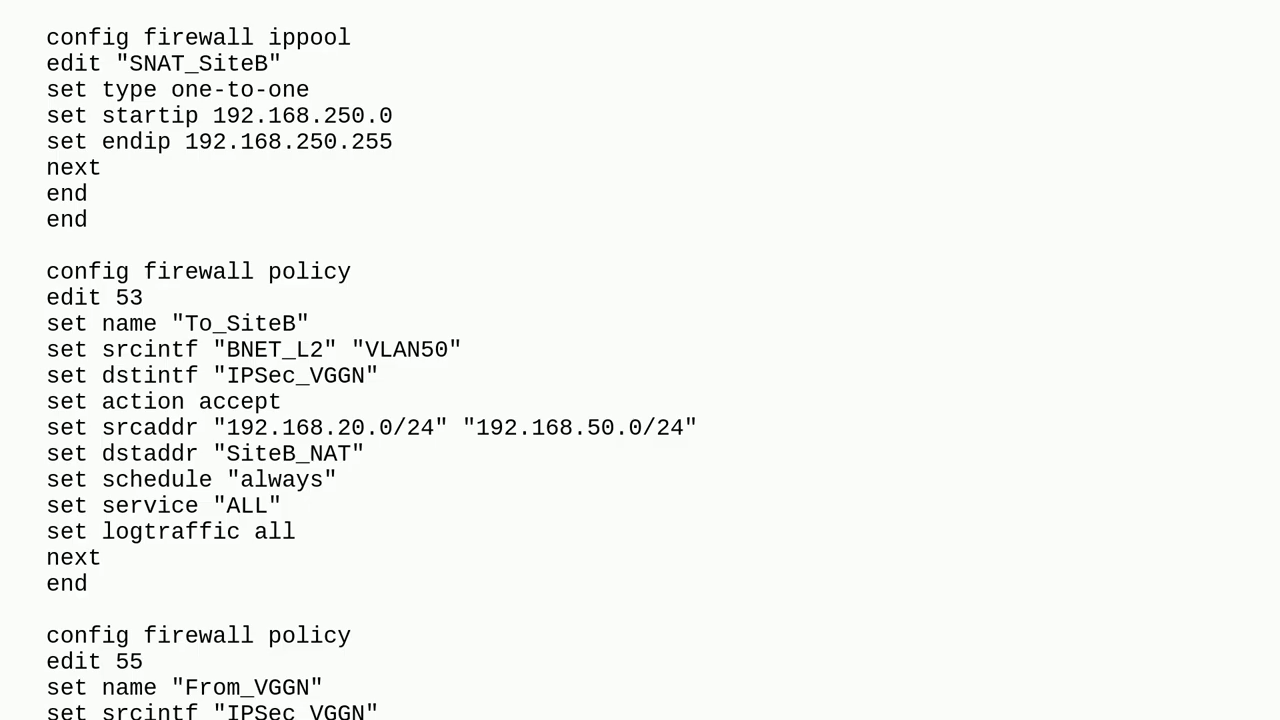 config firewall ippool
edit "SNAT_SiteB"
set type one-to-one
set startip 192.168.250.0
set endip 192.168.250.255
next
end
end
config firewall policy
edit 53
set name "To_SiteB"
set srcintf "BNET_L2" "VLAN50"
set dstintf "IPSec_VGGN"
set action accept
set srcaddr "192.168.20.0/24" "192.168.50.0/24"
set dstaddr "SiteB_NAT"
set schedule "always"
set service "ALL"
set logtraffic all
next
end
config firewall policy
edit 55
set name "From_VGGN"
set srcintf "IPSec_VGGN"